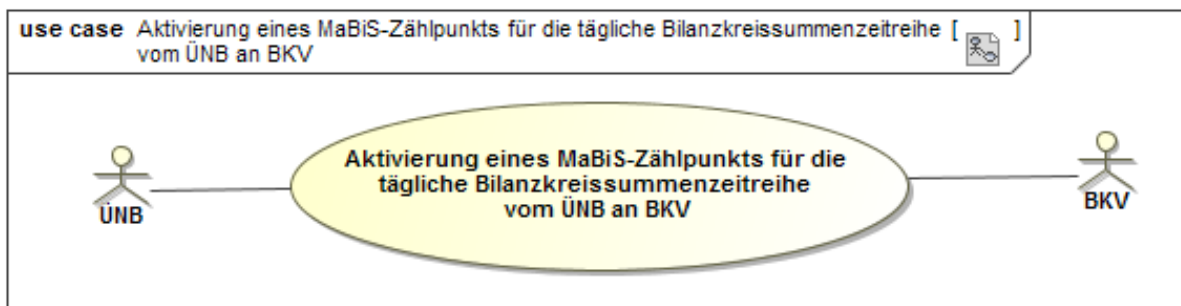 use case Aktivierung eines MaBiS-Zählpunkts für die tägliche Bilanzkreissummenzeitreihe [ ]
vom ÜNB an BKV
Aktivierung eines MaBiS-Zählpunkts für die
tägliche Bilanzkreissummenzeitreihe
vom ÜNB an BKV
ÜNB
BKV